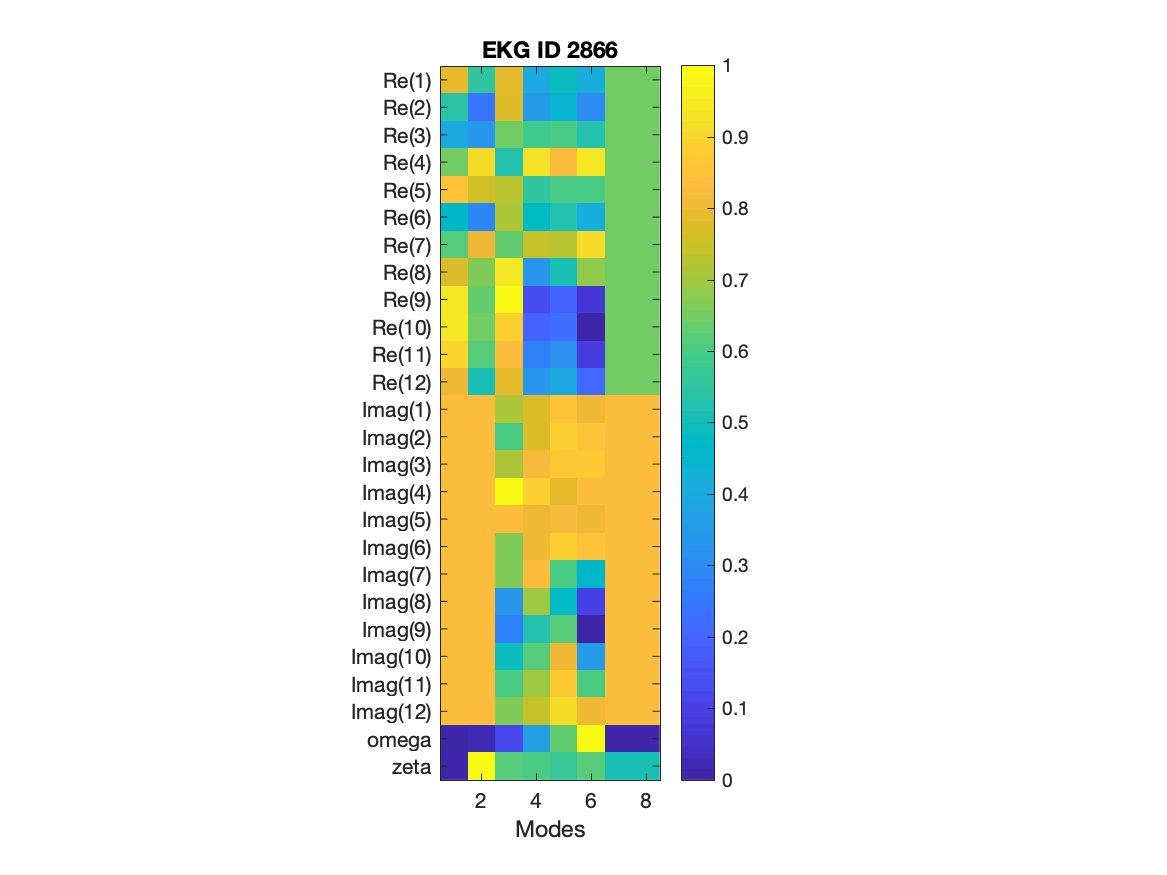 EKG ID 2866
Re(1)
Re(2)
Re(3)
Re(4)
Re(5)
Re(6)
Re(7)
Re(8)
Re(9)
Re(10)
Re(11)
Re(12)
Imag(1)
Imag(2)
Imag(3)
Imag(4)
Imag(5)
Imag(6)
Imag(7)
Imag(8)
Imag(9)
Imag(10)
Imag(11)
Imag(12)
omega
zeta
2 4 6 8
Modes
1
0.9
0.8
0.7
0.6
0.5
0.4
0.3
0.2
0.1
0